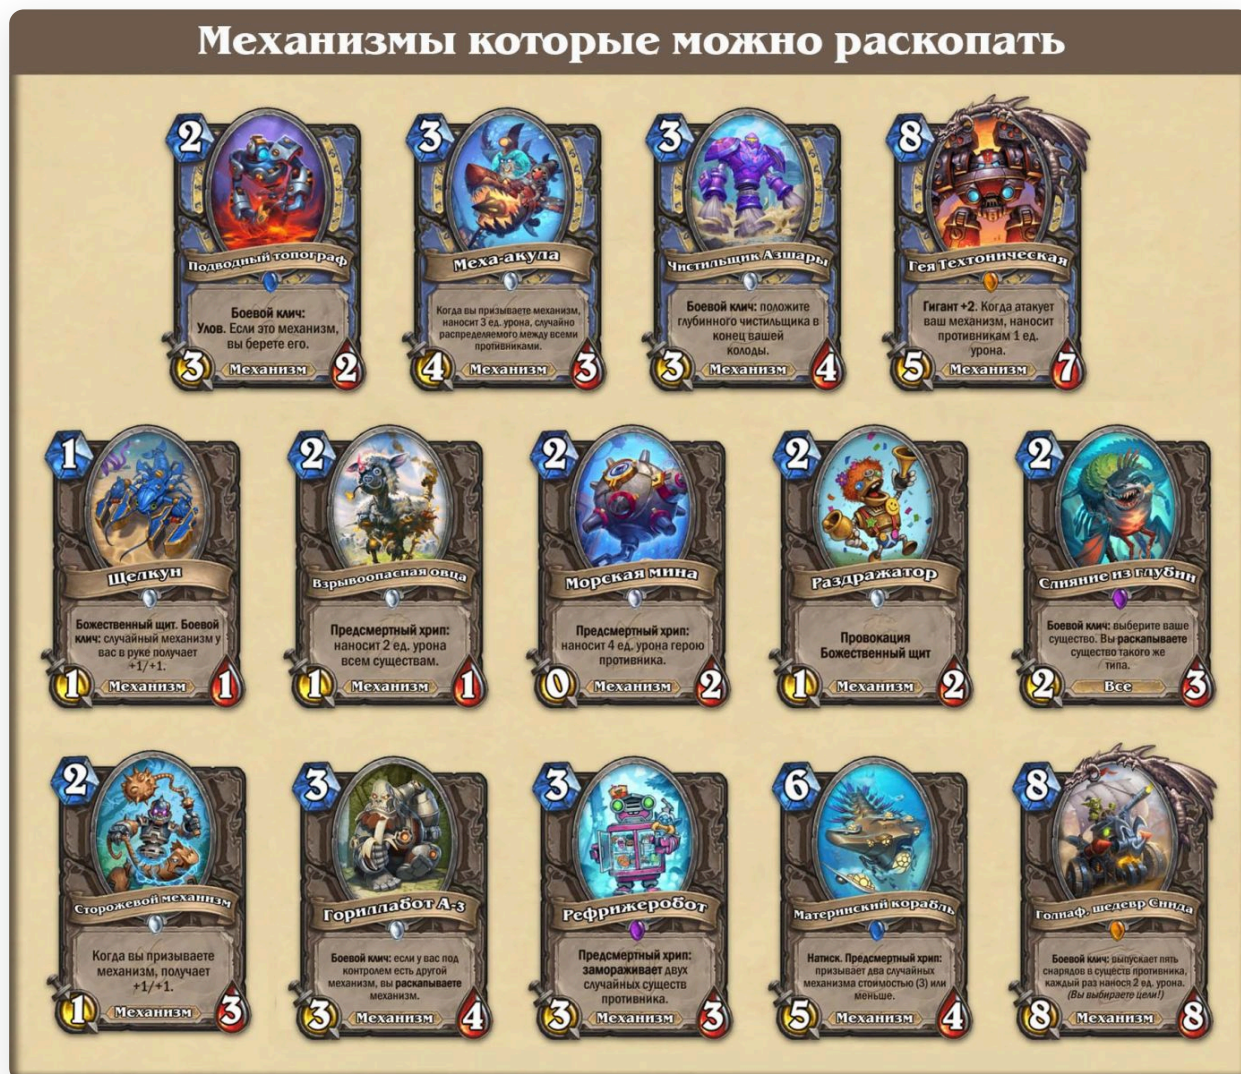 Механизмы которые можно раскопать
2
Подводный топограф
Боевой клич:
Улов. Если это механизм,
вы берете его.
3
Механизм
2
3
Меха-акула
Когда вы призываете механизм,
наносит 3 ед. урона, случайно
распределяемого между всеми
противниками.
4
Механизм
3
3
Чистильщик Азшары
Боевой клич: положите
глубинного чистильщика в
конец вашей
колоды.
3
Механизм
4
8
Гея Техтоническая
Гигант +2. Когда атакует
ваш механизм, наносит
противникам 1 ед.
урона.
5
Механизм
7
1
Щелкун
Божественный щит. Боевой
клич: случайный механизм у
вас в руке получает
+1/+1.
1
Механизм
1
2
Взрывоопасная овца
Предсмертный хрип:
наносит 2 ед. урона
всем существам.
1
Механизм
1
2
Морская мина
Предсмертный хрип:
наносит 4 ед. урона герою
противника.
0
Механизм
2
2
Раздражатор
Провокация
Божественный щит
1
Механизм
2
2
Слияние из глубин
Боевой клич: выберите ваше
существо. Вы раскапываете
существо такого же
типа.
2
Все
3
2
Сторожевой механизм
Когда вы призываете
механизм, получает
+1/+1.
1
Механизм
3
3
Гориллабот А-3
Боевой клич: если у вас под
контролем есть другой
механизм, вы раскапываете
механизм.
3
Механизм
4
3
Рефрижеробот
Предсмертный хрип:
замораживает двух
случайных существ
противника.
3
Механизм
3
6
Материнский корабль
Натиск. Предсмертный хрип:
призывает два случайных
механизма стоимостью (3) или
меньше.
5
Механизм
4
8
Голиаф, шедевр Снида
Боевой клич: выпускает пять
снарядов в существ противника,
каждый раз нанося 2 ед. урона.
(Вы выбираете цели!)
8
Механизм
8